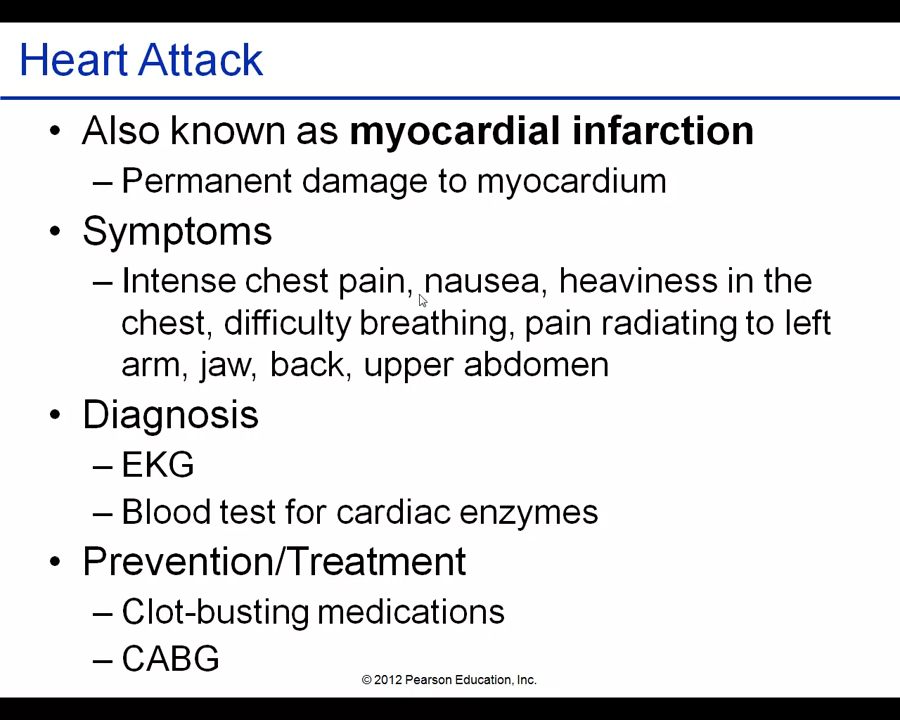 Heart Attack
• Also known as myocardial infarction
– Permanent damage to myocardium
• Symptoms
– Intense chest pain, nausea, heaviness in the
chest, difficulty breathing, pain radiating to left
arm, jaw, back, upper abdomen
• Diagnosis
– EKG
– Blood test for cardiac enzymes
• Prevention/Treatment
– Clot-busting medications
– CABG
© 2012 Pearson Education, Inc.